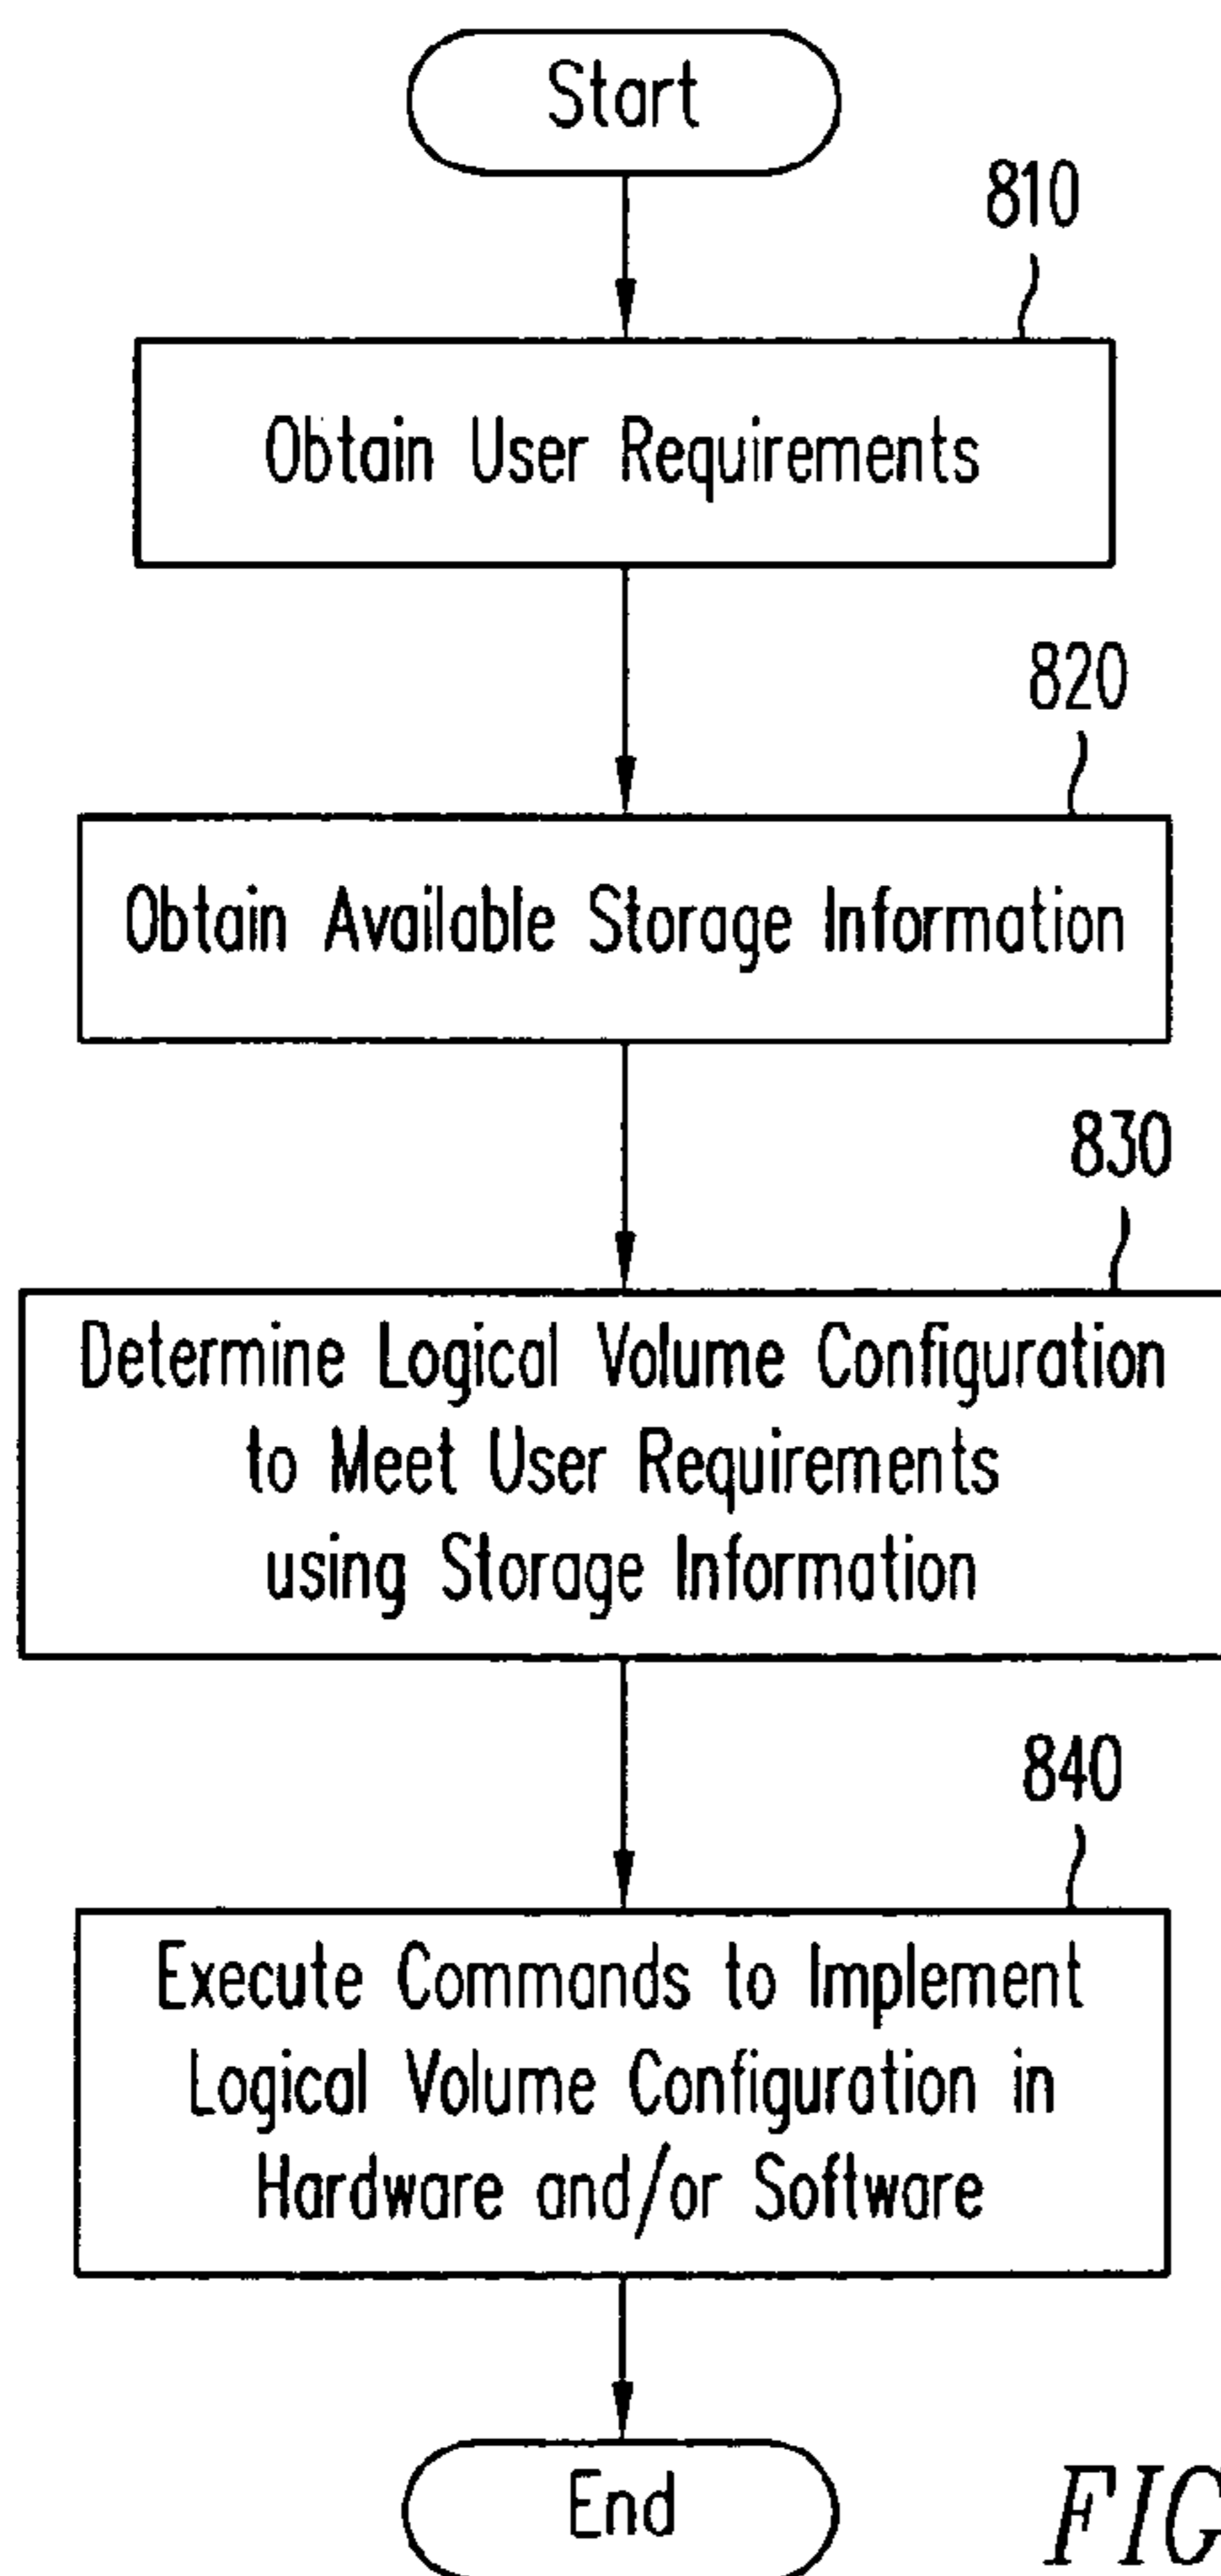 Start
810
Obtain User Requirements
820
Obtain Available Storage Information
830
Determine Logical Volume Configuration
to Meet User Requirements
using Storage Information
840
Execute Commands to Implement
Logical Volume Configuration in
Hardware and/or Software
End
FIG